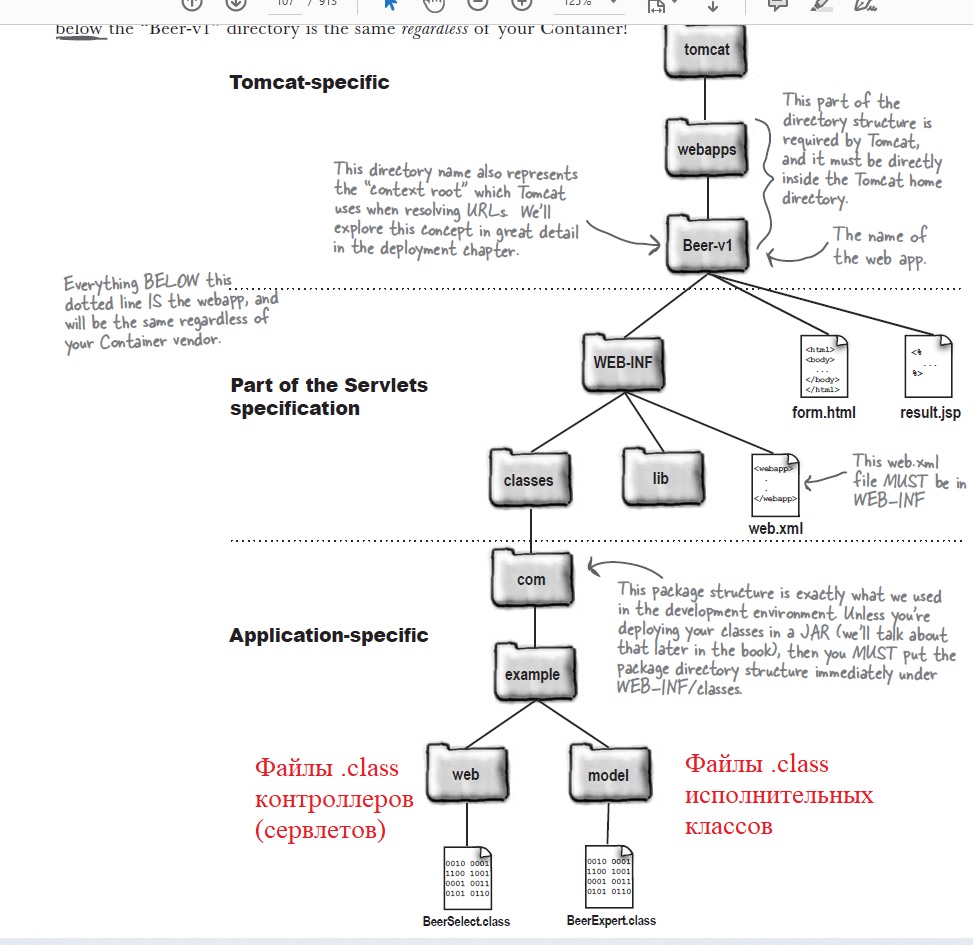 107 / 913
125%
below the "Beer-v1" directory is the same regardless of your Container!
tomcat
Tomcat-specific
webapps
This part of the
directory structure is
required by Tomcat,
and it must be directly
inside the Tomcat home
directory.
This directory name also represents
the "context root" which Tomcat
uses when resolving URLs. We'll
explore this concept in great detail
in the deployment chapter.
Beer-v1
The name of
the web app.
Everything BELOW this
dotted line IS the webapp, and
will be the same regardless of
your Container vendor.
WEB-INF
<html>
<body>
...
</body>
</html>
form.html
<%
...
%>
result.jsp
Part of the Servlets
specification
classes
lib
<webapp>
.
.
</webapp>
web.xml
This web.xml
file MUST be in
WEB-INF
com
This package structure is exactly what we used
in the development environment. Unless you're
deploying your classes in a JAR (we'll talk about
that later in the book), then you MUST put the
package directory structure immediately under
WEB-INF/classes.
Application-specific
example
Файлы .class
контроллеров
(сервлетов)
web
model
Файлы .class
исполнительных
классов
0010 0001
1100 1001
0001 0011
0101 0110
BeerSelect.class
0010 0001
1100 1001
0001 0011
0101 0110
BeerExpert.class